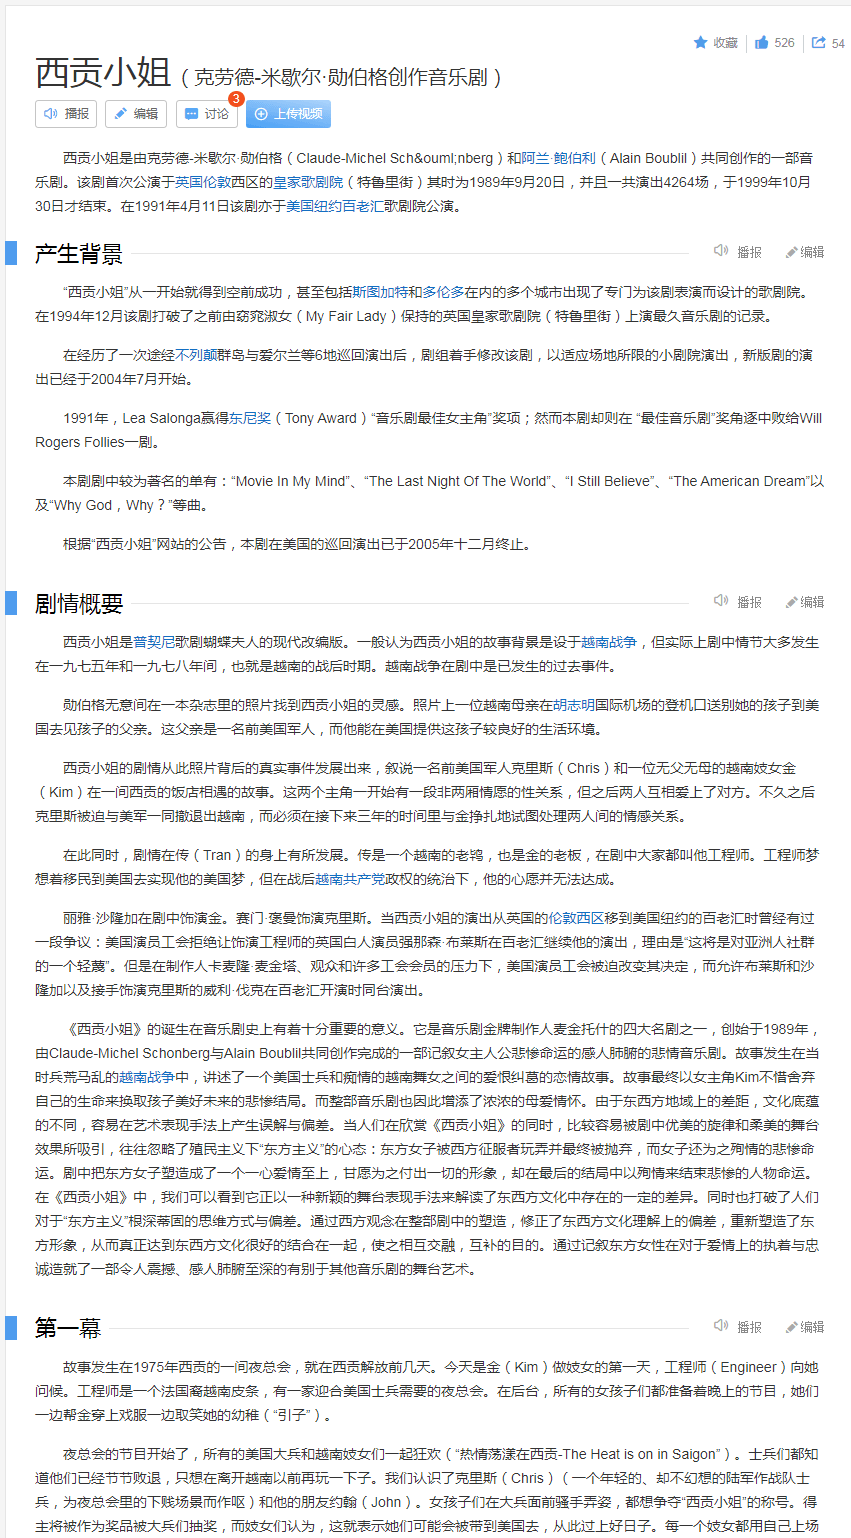 收藏 526 54
西贡小姐（克劳德-米歇尔·勋伯格创作音乐剧）
播报 编辑 讨论 3 上传视频
西贡小姐是由克劳德-米歇尔·勋伯格（Claude-Michel Sch&ouml;nberg）和阿兰·鲍伯利（Alain Boublil）共同创作的一部音
乐剧。该剧首次公演于英国伦敦西区的皇家歌剧院（特鲁里街）其时为1989年9月20日，并且一共演出4264场，于1999年10月
30日才结束。在1991年4月11日该剧亦于美国纽约百老汇歌剧院公演。
产生背景 播报 编辑
“西贡小姐”从一开始就得到空前成功，甚至包括斯图加特和多伦多在内的多个城市出现了专门为该剧表演而设计的歌剧院。
在1994年12月该剧打破了之前由窈窕淑女（My Fair Lady）保持的英国皇家歌剧院（特鲁里街）上演最久音乐剧的记录。
在经历了一次途经不列颠群岛与爱尔兰等6地巡回演出后，剧组着手修改该剧，以适应场地所限的小剧院演出，新版剧的演
出已经于2004年7月开始。
1991年，Lea Salonga赢得东尼奖（Tony Award）“音乐剧最佳女主角”奖项；然而本剧却则在 “最佳音乐剧”奖角逐中败给Will
Rogers Follies一剧。
本剧剧中较为著名的单有：“Movie In My Mind”、“The Last Night Of The World”、“I Still Believe”、“The American Dream”以
及“Why God，Why？”等曲。
根据“西贡小姐”网站的公告，本剧在美国的巡回演出已于2005年十二月终止。
剧情概要 播报 编辑
西贡小姐是普契尼歌剧蝴蝶夫人的现代改编版。一般认为西贡小姐的故事背景是设于越南战争，但实际上剧中情节大多发生
在一九七五年和一九七八年间，也就是越南的战后时期。越南战争在剧中是已发生的过去事件。
勋伯格无意间在一本杂志里的照片找到西贡小姐的灵感。照片上一位越南母亲在胡志明国际机场的登机口送别她的孩子到美
国去见孩子的父亲。这父亲是一名前美国军人，而他能在美国提供这孩子较良好的生活环境。
西贡小姐的剧情从此照片背后的真实事件发展出来，叙说一名前美国军人克里斯（Chris）和一位无父无母的越南妓女金
（Kim）在一间西贡的饭店相遇的故事。这两个主角一开始有一段非两厢情愿的性关系，但之后两人互相爱上了对方。不久之后
克里斯被迫与美军一同撤退出越南，而必须在接下来三年的时间里与金挣扎地试图处理两人间的情感关系。
在此同时，剧情在传（Tran）的身上有所发展。传是一个越南的老鸨，也是金的老板，在剧中大家都叫他工程师。工程师梦
想着移民到美国去实现他的美国梦，但在战后越南共产党政权的统治下，他的心愿并无法达成。
丽雅·沙隆加在剧中饰演金。赛门·褒曼饰演克里斯。当西贡小姐的演出从英国的伦敦西区移到美国纽约的百老汇时曾经有过
一段争议：美国演员工会拒绝让饰演工程师的英国白人演员强那森·布莱斯在百老汇继续他的演出，理由是“这将是对亚洲人社群
的一个轻蔑”。但是在制作人卡麦隆·麦金塔、观众和许多工会会员的压力下，美国演员工会被迫改变其决定，而允许布莱斯和沙
隆加以及接手饰演克里斯的威利·伐克在百老汇开演时同台演出。
《西贡小姐》的诞生在音乐剧史上有着十分重要的意义。它是音乐剧金牌制作人麦金托什的四大名剧之一，创始于1989年，
由Claude-Michel Schonberg与Alain Boublil共同创作完成的一部记叙女主人公悲惨命运的感人肺腑的悲情音乐剧。故事发生在当
时兵荒马乱的越南战争中，讲述了一个美国士兵和痴情的越南舞女之间的爱恨纠葛的恋情故事。故事最终以女主角Kim不惜舍弃
自己的生命来换取孩子美好未来的悲惨结局。而整部音乐剧也因此增添了浓浓的母爱情怀。由于东西方地域上的差距，文化底蕴
的不同，容易在艺术表现手法上产生误解与偏差。当人们在欣赏《西贡小姐》的同时，比较容易被剧中优美的旋律和柔美的舞台
效果所吸引，往往忽略了殖民主义下“东方主义”的心态：东方女子被西方征服者玩弄并最终被抛弃，而女子还为之殉情的悲惨命
运。剧中把东方女子塑造成了一个一心爱情至上，甘愿为之付出一切的形象，却在最后的结局中以殉情来结束悲惨的人物命运。
在《西贡小姐》中，我们可以看到它正以一种新颖的舞台表现手法来解读了东西方文化中存在的一定的差异。同时也打破了人们
对于“东方主义”根深蒂固的思维方式与偏差。通过西方观念在整部剧中的塑造，修正了东西方文化理解上的偏差，重新塑造了东
方形象，从而真正达到东西方文化很好的结合在一起，使之相互交融，互补的目的。通过记叙东方女性在对于爱情上的执着与忠
诚造就了一部令人震撼、感人肺腑至深的有别于其他音乐剧的舞台艺术。
第一幕 播报 编辑
故事发生在1975年西贡的一间夜总会，就在西贡解放前几天。今天是金（Kim）做妓女的第一天，工程师（Engineer）向她
问候。工程师是一个法国裔越南皮条，有一家迎合美国士兵需要的夜总会。在后台，所有的女孩子们都准备着晚上的节目，她们
一边帮金穿上戏服一边取笑她的幼稚（“引子”）。
夜总会的节目开始了，所有的美国大兵和越南妓女们一起狂欢（“热情荡漾在西贡-The Heat is on in Saigon”）。士兵们都知
道他们已经节节败退，只想在离开越南以前再玩一下子。我们认识了克里斯（Chris）（一个年轻的、却不幻想的陆军作战队士
兵，为夜总会里的下贱场景而作呕）和他的朋友约翰（John）。女孩子们在大兵面前骚手弄姿，都想争夺“西贡小姐”的称号。得
主将被作为奖品被大兵们抽奖，而妓女们认为，这就表示她们可能会被带到美国去，从此过上好日子。每一个妓女都用自己上场